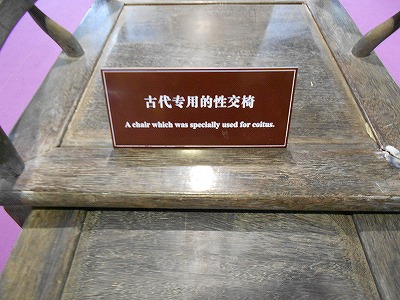 古代专用的性交椅
A chair which was specially used for coitus.